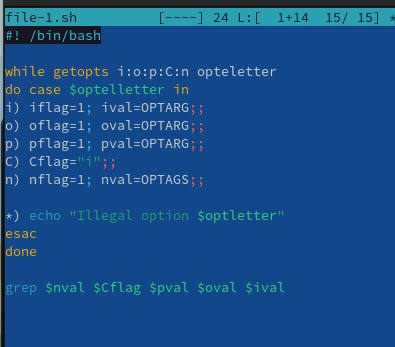 file-1.sh [----] 24 L:[ 1+14 15/ 15] *
#! /bin/bash
while getopts i:o:p:C:n opteletter
do case $optelletter in
i) iflag=1; ival=OPTARG;;
o) oflag=1; oval=OPTARG;;
p) pflag=1; pval=OPTARG;;
C) Cflag="i";;
n) nflag=1; nval=OPTAGS;;
*) echo "Illegal option $optletter"
esac
done
grep $nval $Cflag $pval $oval $ival